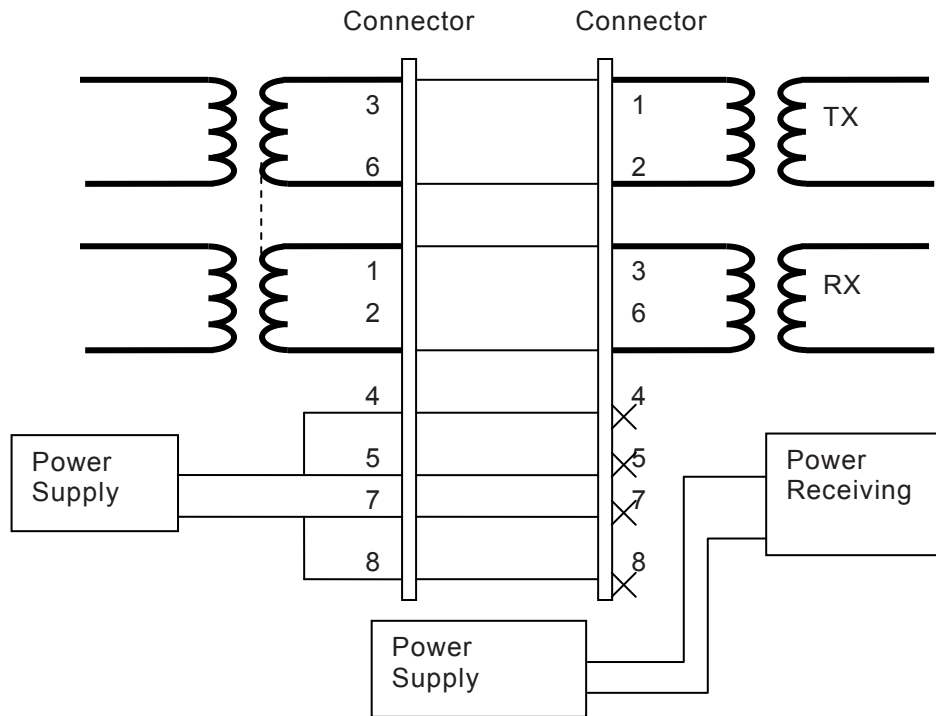 Connector
Connector
3
1
TX
6
2
1
3
RX
2
6
4
4
Power
Supply
5
5
Power
Receiving
7
7
8
8
Power
Supply